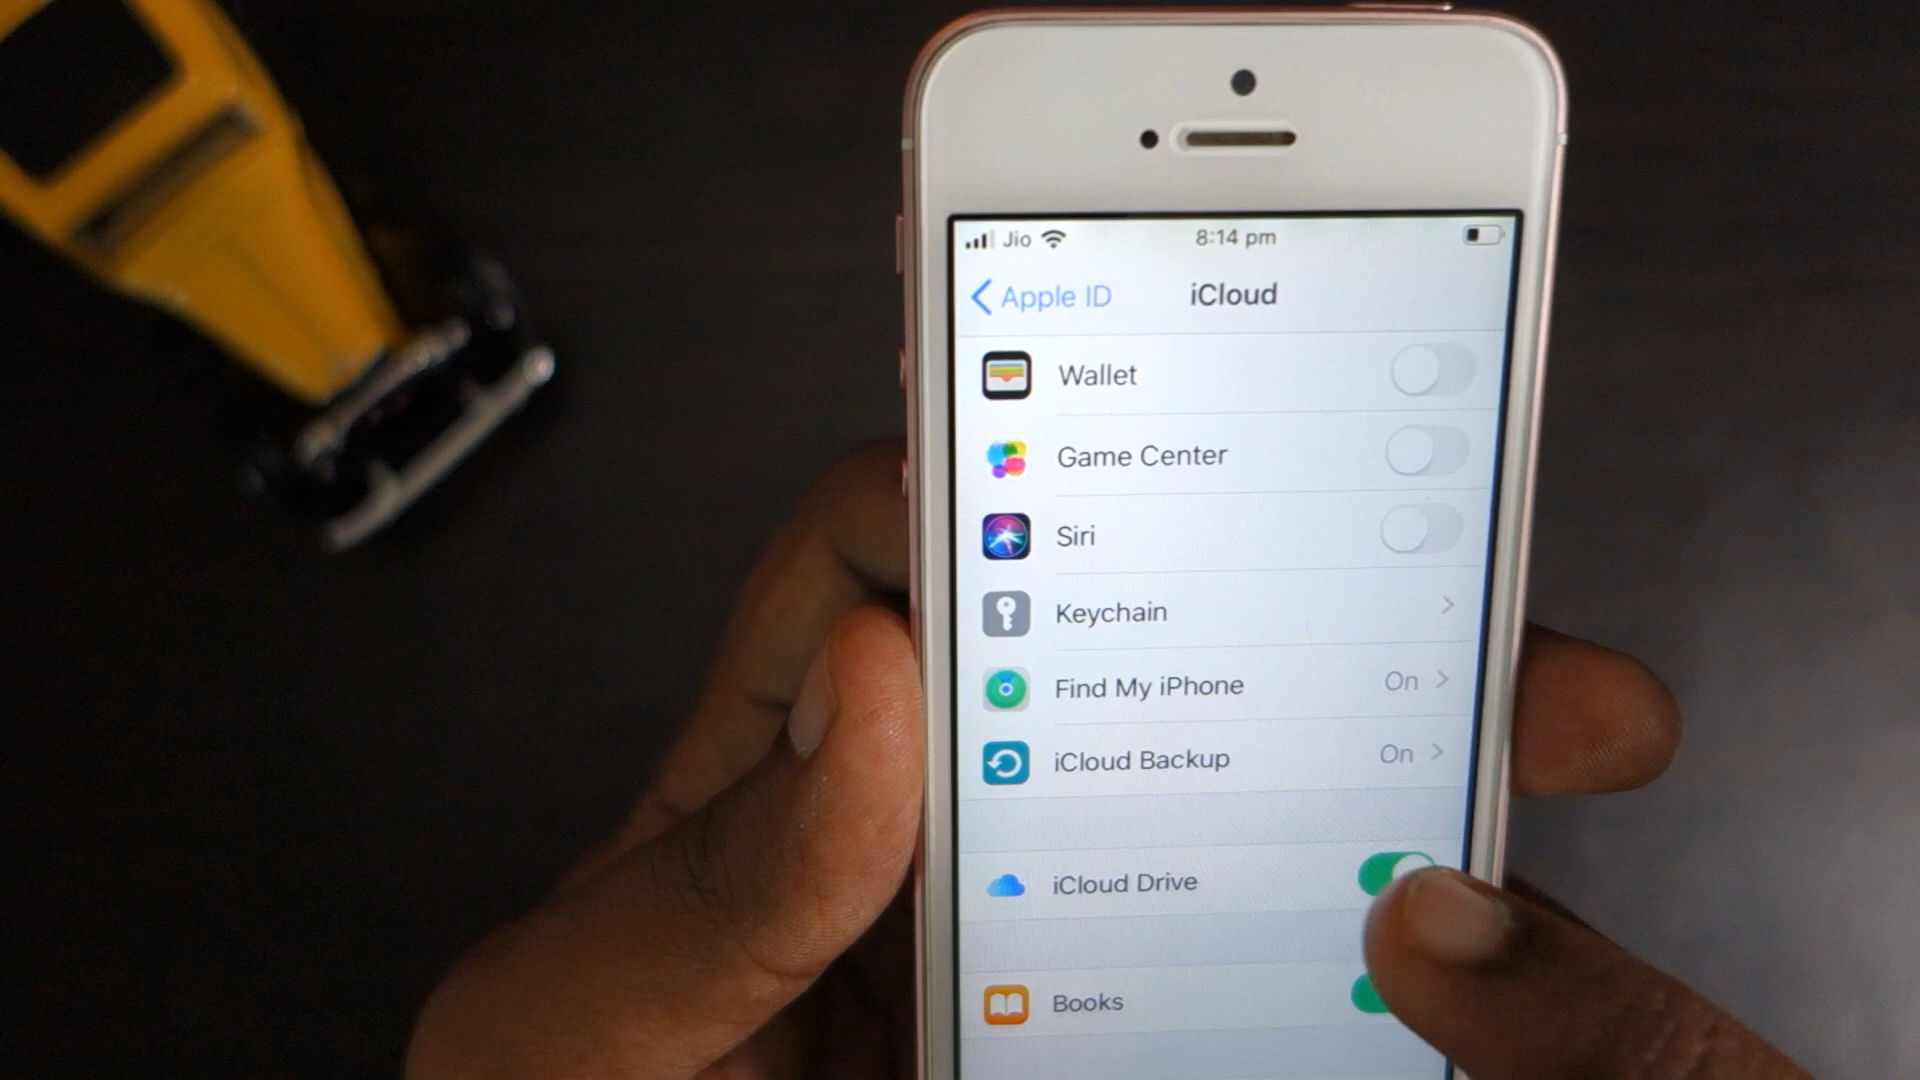 Jio 8:14 pm
Apple ID iCloud
Wallet
Game Center
Siri
Keychain
Find My iPhone On
iCloud Backup On
iCloud Drive
Books